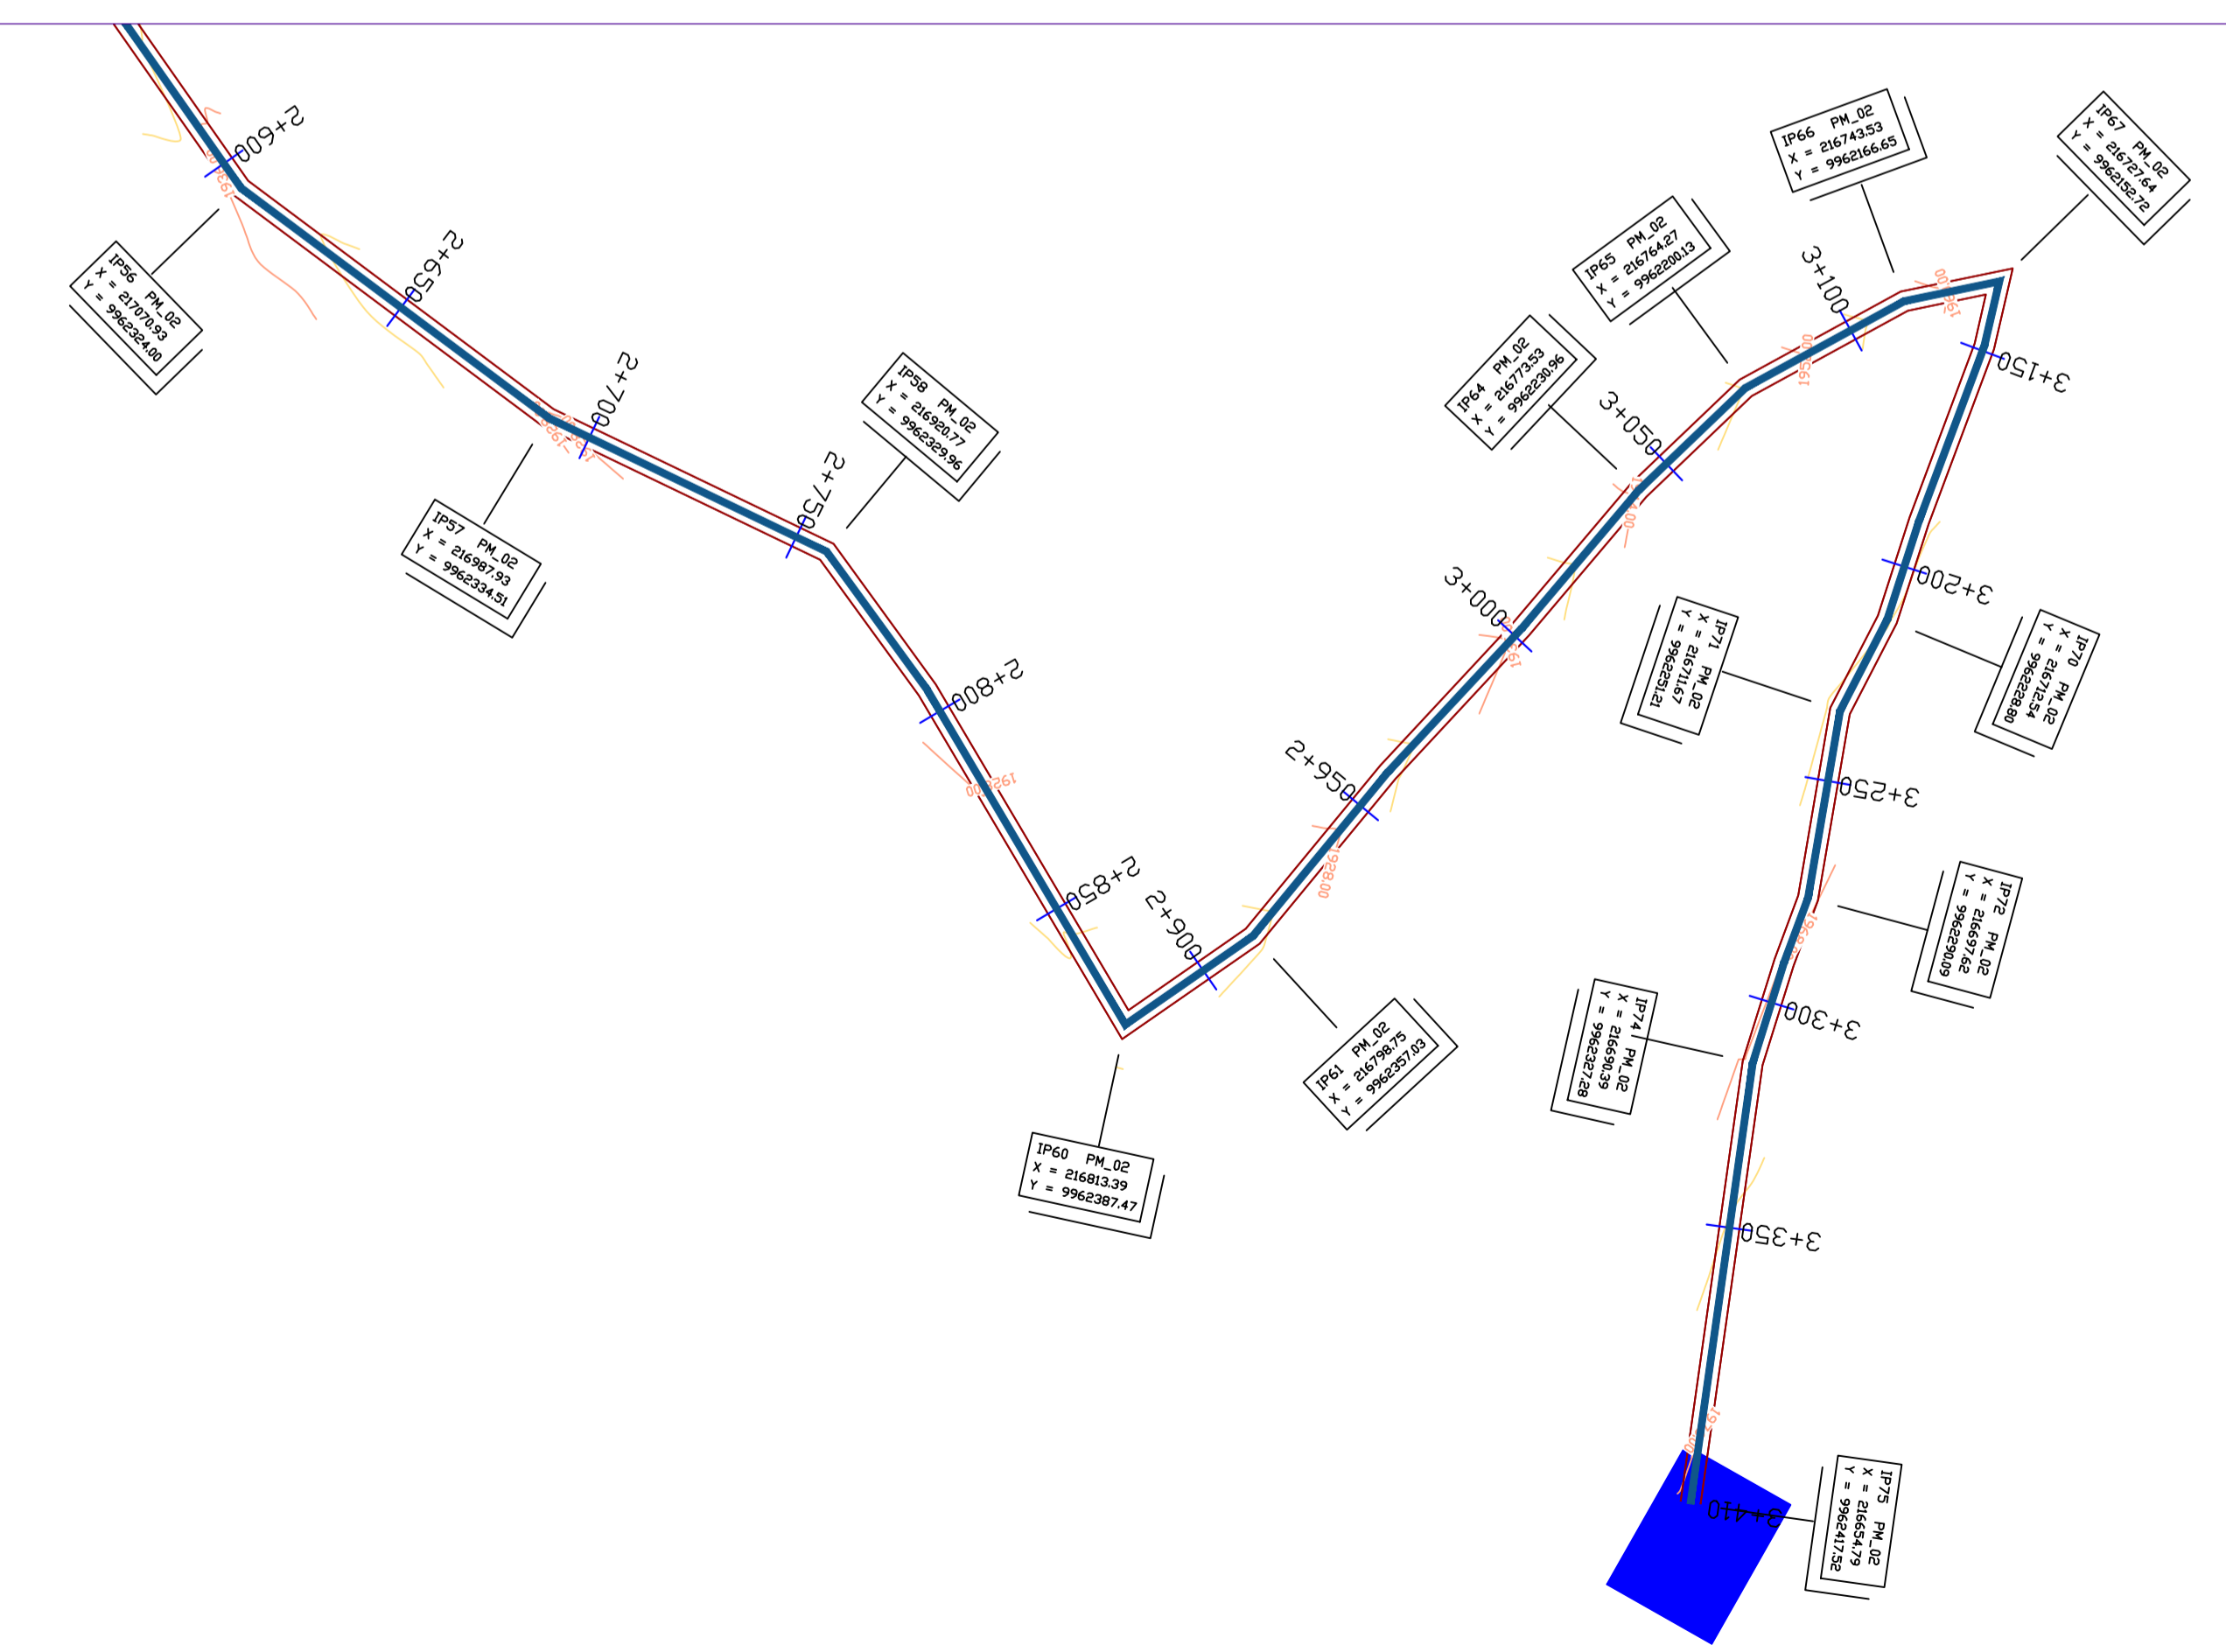 2+600
IP56 PM_02
X = 217070.93
Y = 9962324.00
2+650
2+700
IP57 PM_02
X = 216987.93
Y = 9962334.51
2+750
IP58 PM_02
X = 216920.77
Y = 9962329.96
2+800
1928.00
2+850
IP60 PM_02
X = 216813.39
Y = 9962387.47
2+900
IP61 PM_02
X = 216798.75
Y = 9962357.03
1928.00
2+950
3+000
IP64 PM_02
X = 216773.53
Y = 9962230.96
3+050
IP65 PM_02
X = 216764.27
Y = 9962200.13
3+100
IP66 PM_02
X = 216743.53
Y = 9962166.65
IP67 PM_02
X = 216727.64
Y = 9962152.72
3+150
3+200
IP70 PM_02
X = 216712.54
Y = 9962228.80
IP71 PM_02
X = 216711.67
Y = 9962251.21
3+250
IP72 PM_02
X = 216697.62
Y = 9962290.09
3+300
IP74 PM_02
X = 216690.39
Y = 9962327.28
3+350
3+410
IP75 PM_02
X = 216654.79
Y = 9962417.52